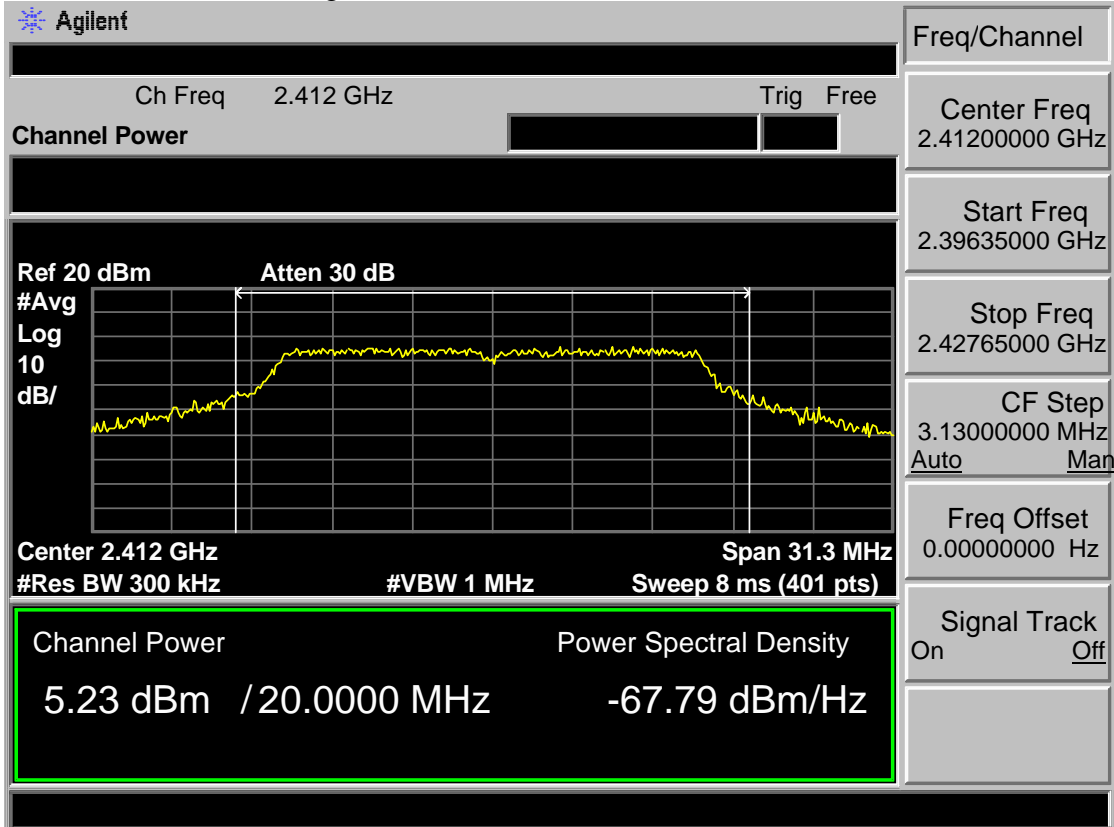 Agilent
Freq/Channel
Ch Freq 2.412 GHz Trig Free
Channel Power
Center Freq
2.41200000 GHz
Start Freq
2.39635000 GHz
Ref 20 dBm Atten 30 dB
#Avg
Log
10
dB/
Stop Freq
2.42765000 GHz
CF Step
3.13000000 MHz
Auto Man
Freq Offset
0.00000000 Hz
Center 2.412 GHz Span 31.3 MHz
#Res BW 300 kHz #VBW 1 MHz Sweep 8 ms (401 pts)
Signal Track
On Off
Channel Power Power Spectral Density
5.23 dBm / 20.0000 MHz -67.79 dBm/Hz